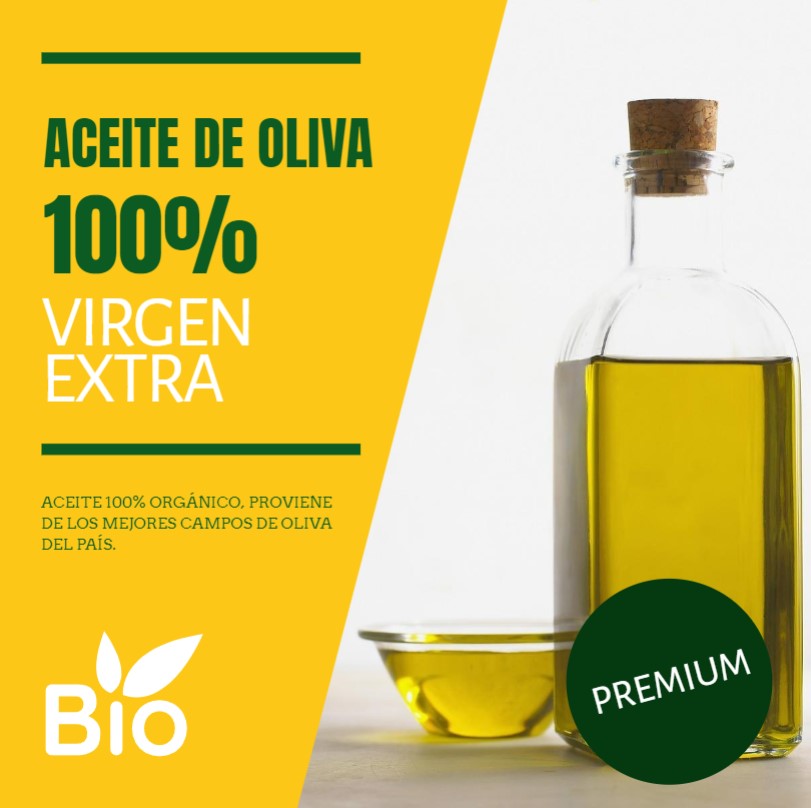 ACEITE DE OLIVA
100%
VIRGEN
EXTRA
ACEITE 100% ORGÁNICO, PROVIENE
DE LOS MEJORES CAMPOS DE OLIVA
DEL PAÍS.
Bio
PREMIUM